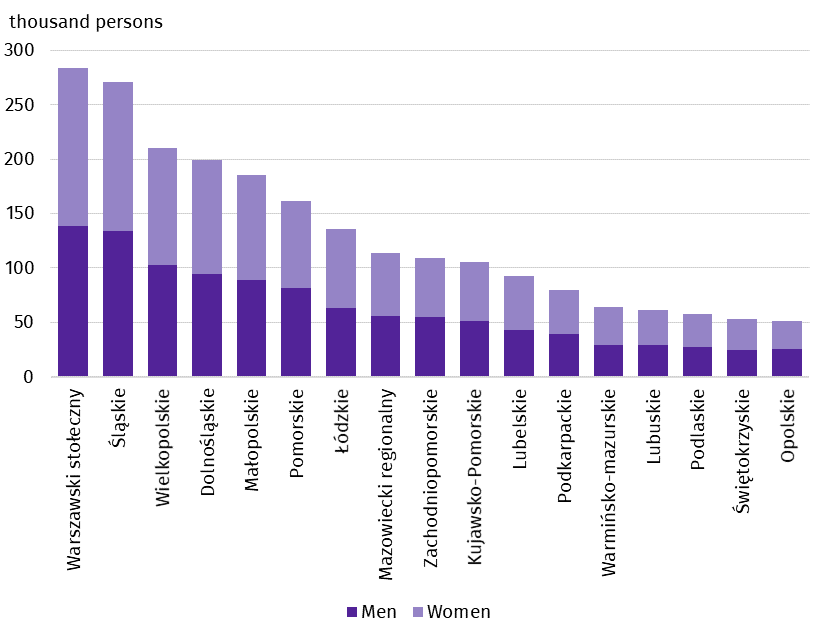 thousand persons
300
250
200
150
100
50
0
Warszawski stołeczny
Śląskie
Wielkopolskie
Dolnośląskie
Małopolskie
Pomorskie
Łódzkie
Mazowiecki regionalny
Zachodniopomorskie
Kujawsko-Pomorskie
Lubelskie
Podkarpackie
Warmińsko-mazurskie
Lubuskie
Podlaskie
Świętokrzyskie
Opolskie
Men Women